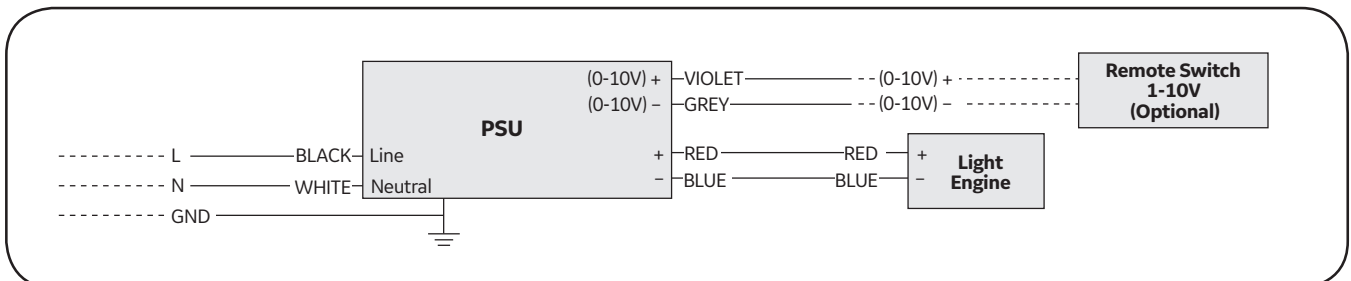 (0-10V) + VIOLET (0-10V) +
(0-10V) – GREY (0-10V) –
Remote Switch
1-10V
(Optional)
PSU
L BLACK Line
N WHITE Neutral
GND
+ RED RED +
– BLUE BLUE –
Light
Engine